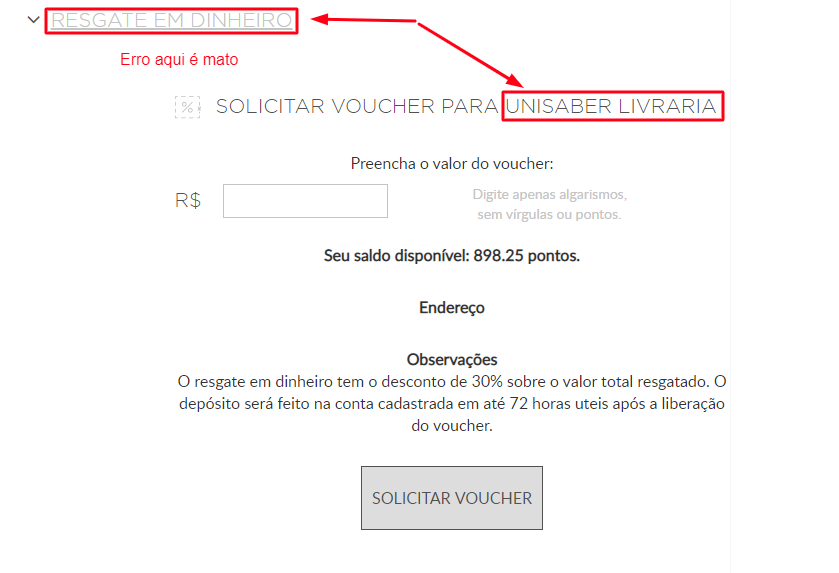 RESGATE EM DINHEIRO
Erro aqui é mato
% SOLICITAR VOUCHER PARA UNISABER LIVRARIA
Preencha o valor do voucher:
R$
Digite apenas algarismos,
sem vírgulas ou pontos.
Seu saldo disponível: 898.25 pontos.
Endereço
Observações
O resgate em dinheiro tem o desconto de 30% sobre o valor total resgatado. O
depósito será feito na conta cadastrada em até 72 horas uteis após a liberação
do voucher.
SOLICITAR VOUCHER